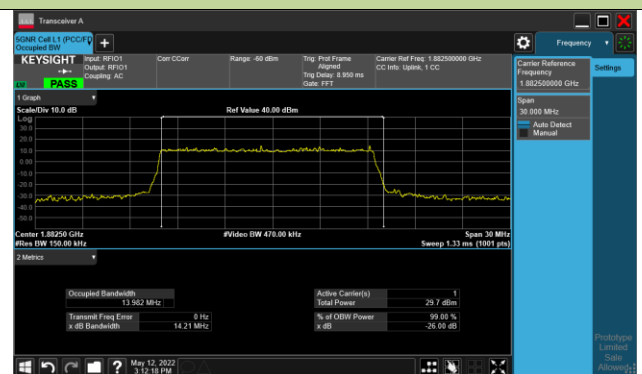 Transceiver A
5GNR Cell I,1 (PCC/FD
Occupied BW
Frequency
KEYSIGHT
Input: RFIO1
Output: RFIO1
Coupling: AC
Corr CCorr
Range: -60 dBm
Trig: Prot Frame
Aligned
Trig Delay: 8.950 ms
Gate: FFT
Carrier Ref Freq: 1.882500000 GHz
CC Info: Uplink, 1 CC
PASS
Carrier Reference
Frequency
1.882500000 GHz
Settings
Span
30.000 MHz
Auto Detect
Manual
1 Graph
Scale/Div 10.0 dB
Ref Value 40.00 dBm
Log
30.0
20.0
10.0
0.00
-10.0
-20.0
-30.0
-40.0
-50.0
Center 1.88250 GHz
#Video BW 470.00 kHz
Span 30 MHz
#Res BW 150.00 kHz
Sweep 1.33 ms (1001 pts)
2 Metrics
Occupied Bandwidth
13.982 MHz
Active Carrier(s) 1
Total Power 29.7 dBm
Transmit Freq Error 0 Hz
x dB Bandwidth 14.21 MHz
% of OBW Power 99.00 %
x dB -26.00 dB
Prototype
Limited
Sale
Allowed
May 12, 2022
3:12:18 PM